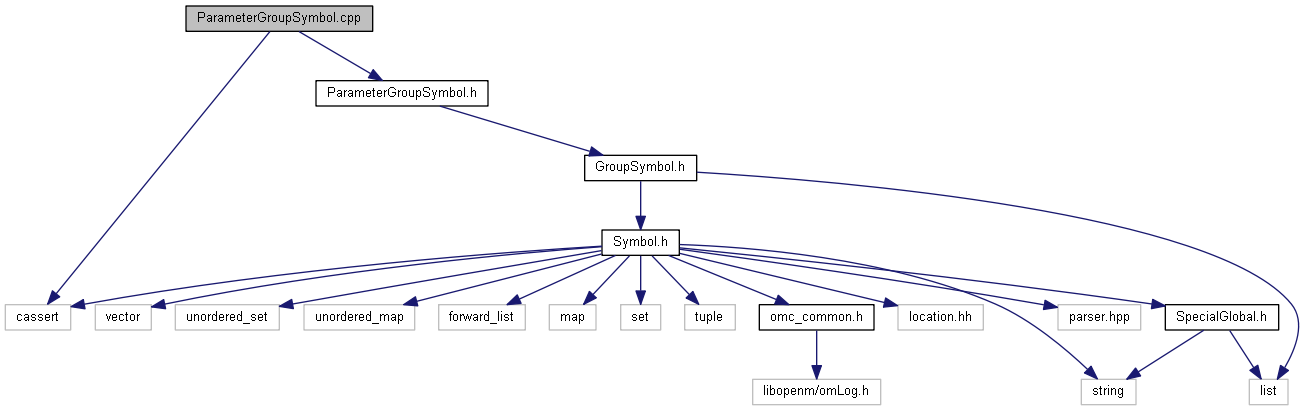 ParameterGroupSymbol.cpp
ParameterGroupSymbol.h
GroupSymbol.h
Symbol.h
cassert
vector
unordered_set
unordered_map
forward_list
map
set
tuple
omc_common.h
location.hh
parser.hpp
SpecialGlobal.h
libopenm/omLog.h
string
list